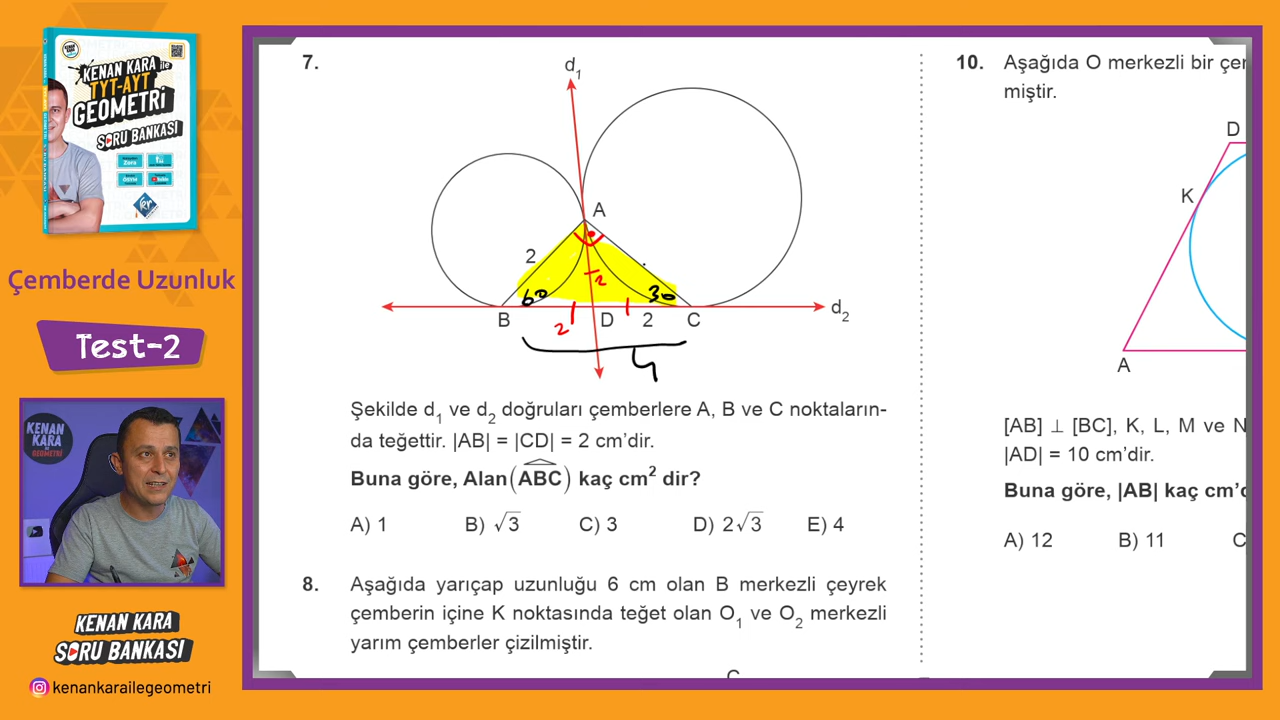 KENAN KARA ile
TYT-AYT
GEOMETRİ
SORU BANKASI
Çemberde Uzunluk
Test-2
KENAN
KARA
GEOMETRİ
KENAN KARA
SORU BANKASI
kenankarailegeometri
7.
d1
A
2
2
60
30
B
D
2
C
d2
2
4
Şekilde d1 ve d2 doğruları çemberlere A, B ve C noktaların-
da teğettir. |AB| = |CD| = 2 cm’dir.
Buna göre, Alan(ABC) kaç cm2 dir?
A) 1 B) √3 C) 3 D) 2√3 E) 4
8. Aşağıda yarıçap uzunluğu 6 cm olan B merkezli çeyrek
çemberin içine K noktasında teğet olan O1 ve O2 merkezli
yarım çemberler çizilmiştir.
10. Aşağıda O merkezli bir çer
miştir.
D
K
A
[AB] ⊥ [BC], K, L, M ve N
|AD| = 10 cm’dir.
Buna göre, |AB| kaç cm’d
A) 12 B) 11 C